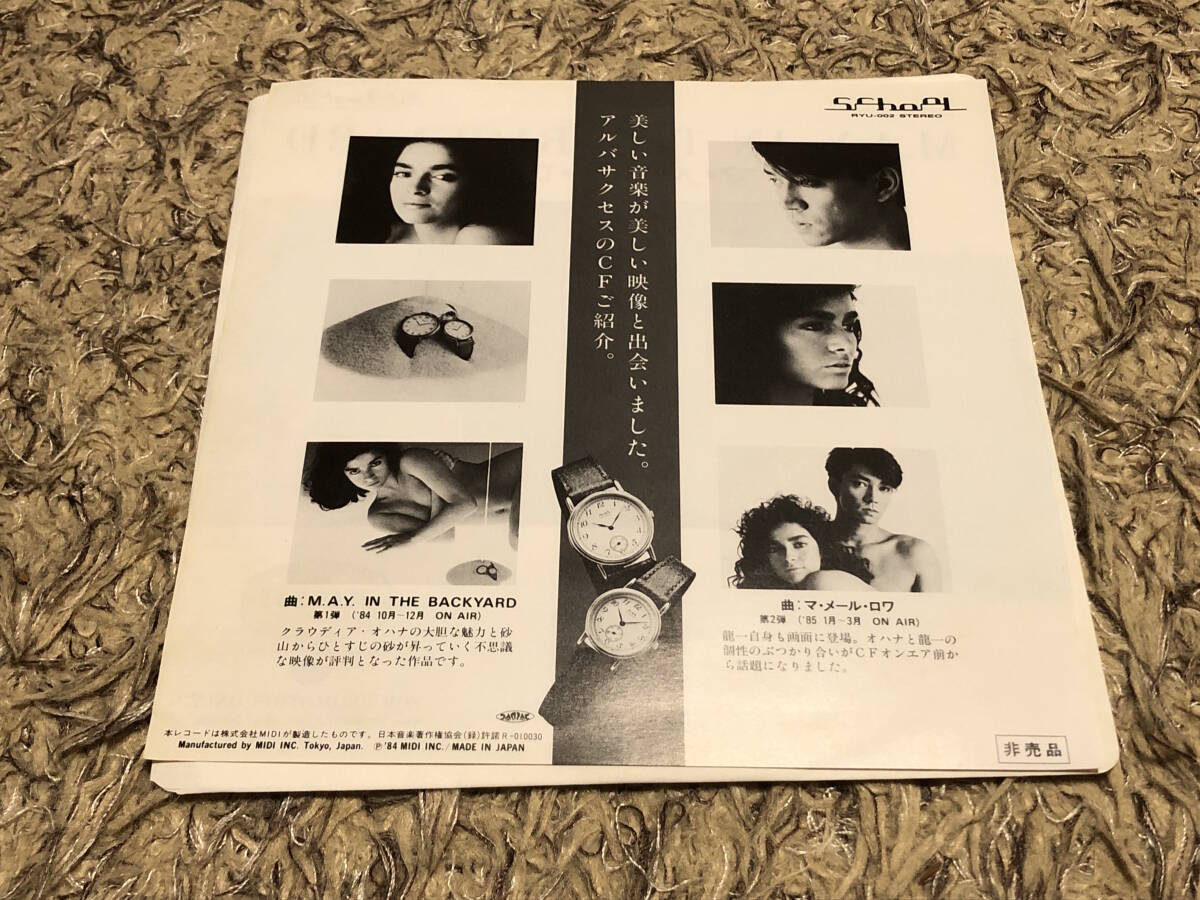 School
RYU-002 STEREO
美しい音楽が美しい映像と出会いました。
アルバサクセスのCFご紹介。
曲:M.A.Y. IN THE BACKYARD
第1弾 ('84 10月~12月 ON AIR)
クラウディア・オハナの大胆な魅力と砂
山からひとすじの砂が昇っていく不思議
な映像が評判となった作品です。
曲:マ・メール・ロワ
第2弾 ('85 1月~3月 ON AIR)
龍一自身も画面に登場。オハナと龍一の
個性のぶつかり合いがCFオンエア前か
ら話題になりました。
本レコードは株式会社MIDIが製造したものです。日本音楽著作権協会(録)許諾R-010030
Manufactured by MIDI INC. Tokyo, Japan. Ⓟ'84 MIDI INC./MADE IN JAPAN
非売品